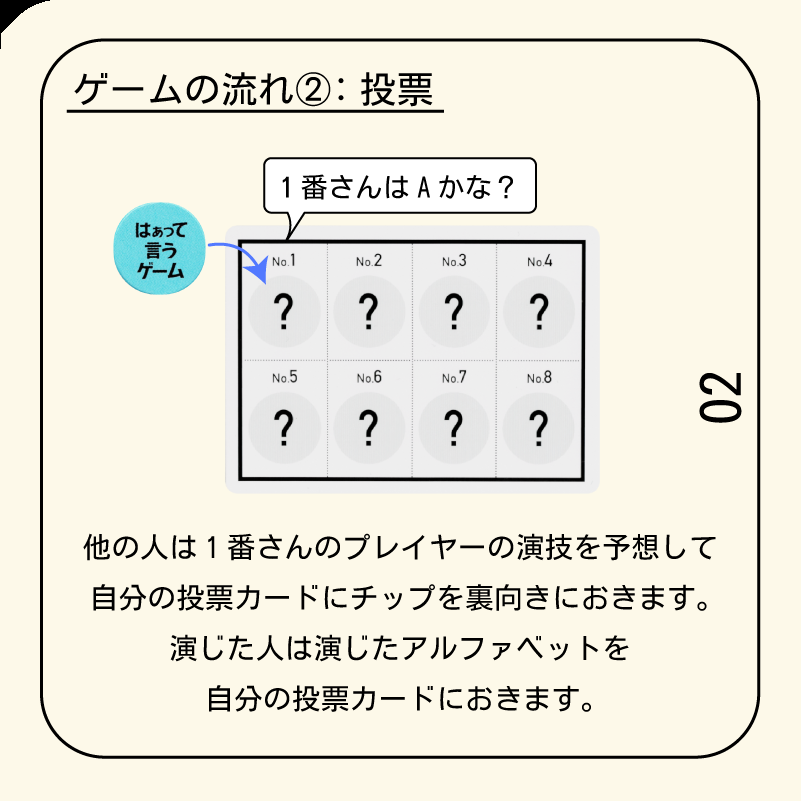 ゲームの流れ②：投票
1番さんはAかな？
はぁって
言う
ゲーム
No.1 No.2 No.3 No.4
? ? ? ?
No.5 No.6 No.7 No.8
? ? ? ?
02
他の人は1番さんのプレイヤーの演技を予想して
自分の投票カードにチップを裏向きにおきます。
演じた人は演じたアルファベットを
自分の投票カードにおきます。